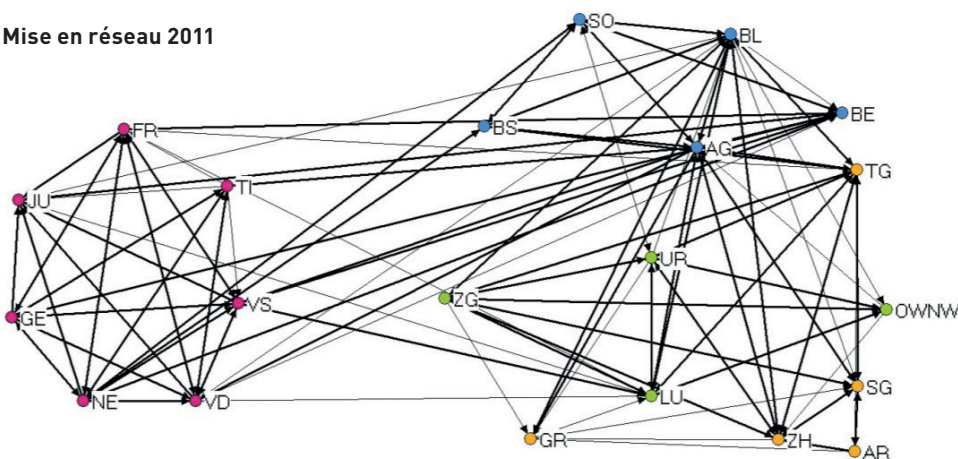 Mise en réseau 2011
SO
BL
BE
FR
BS
AG
TG
TI
JU
UR
ZG
VS
OWNW
GE
SG
LU
NE
VD
GR
ZH
AR